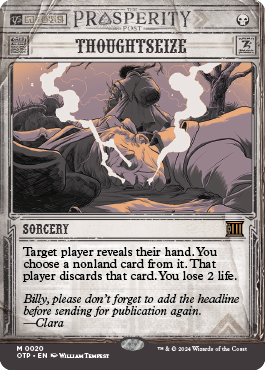 THE
PROSPERITY
POST
THOUGHTSEIZE
SORCERY
Target player reveals their hand. You
choose a nonland card from it. That
player discards that card. You lose 2 life.
Billy, please don't forget to add the headline
before sending for publication again.
—Clara
M 0020
OTP • EN WILLIAM TEMPEST
™ & © 2024 Wizards of the Coast